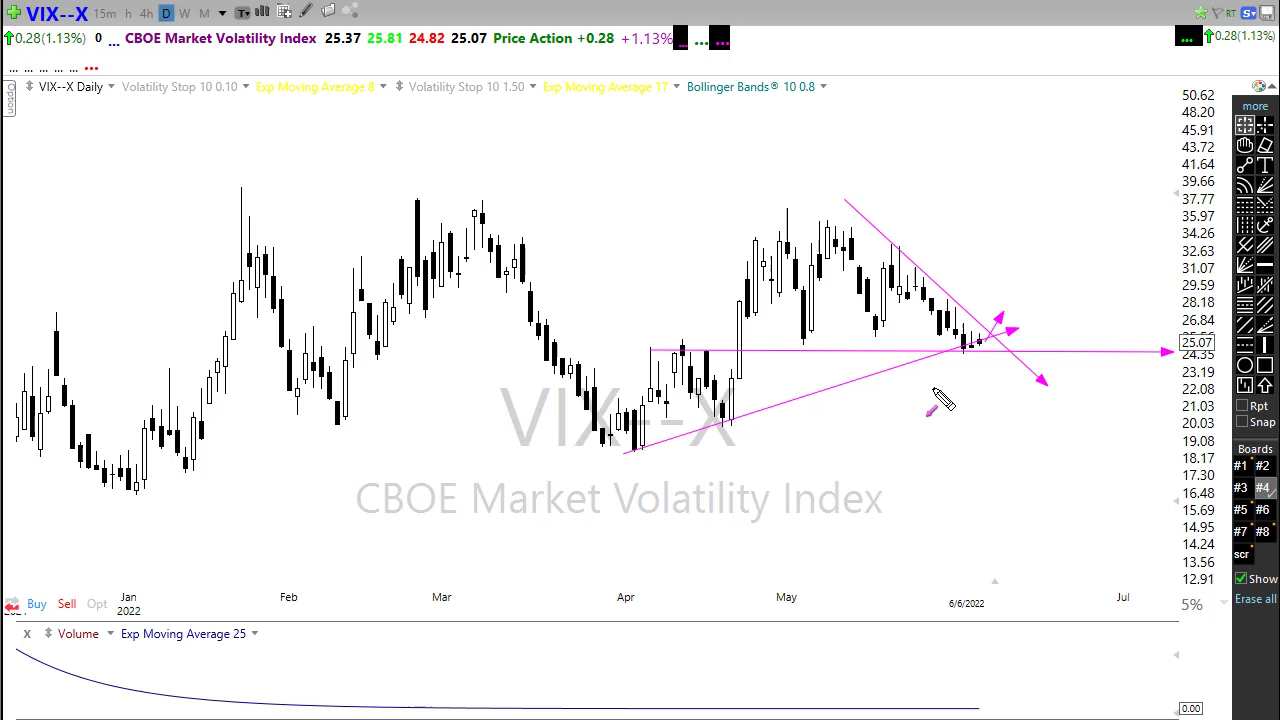 VIX--X 15m h 4h D W M T RT S
0.28(1.13%) 0 ... CBOE Market Volatility Index 25.37 25.81 24.82 25.07 Price Action +0.28 +1.13% ... ... ... ... 0.28(1.13%)
... ... ... ... ... ...
Option
VIX--X Daily Volatility Stop 10 0.10 Exp Moving Average 8 Volatility Stop 10 1.50 Exp Moving Average 17 Bollinger Bands® 10 0.8
50.62
48.20
45.91
43.72
41.64
39.66
37.77
35.97
34.26
32.63
31.07
29.59
28.18
26.84
25.07
24.35
23.19
22.08
21.03
20.03
19.08
18.17
17.30
16.48
15.69
14.95
14.24
13.56
12.91
VIX--X
CBOE Market Volatility Index
Jan Feb Mar Apr May 6/6/2022 Jul
2022
Buy Sell Opt
5%
x Volume Exp Moving Average 25
0.00
more
T
Rpt
Snap
Boards
#1 #2
#3 #4
#5 #6
#7 #8
scr
Show
Erase all